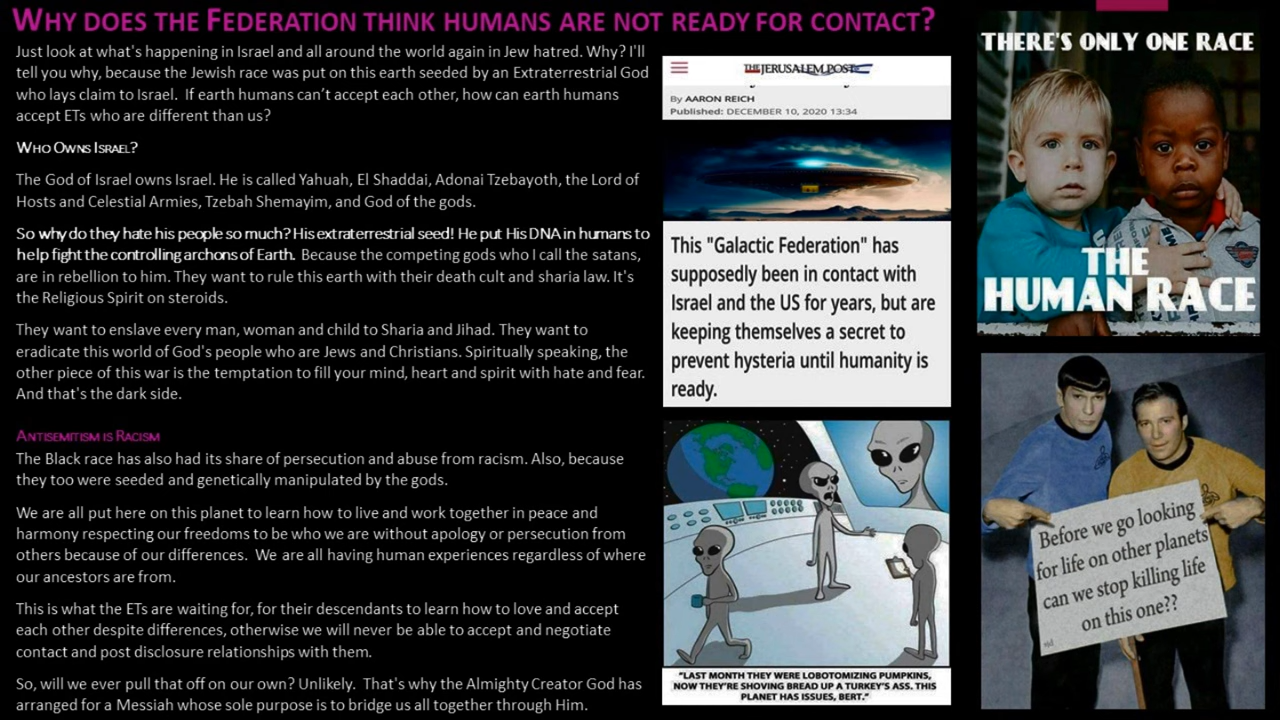 WHY DOES THE FEDERATION THINK HUMANS ARE NOT READY FOR CONTACT?
Just look at what's happening in Israel and all around the world again in Jew hatred. Why? I'll
tell you why, because the Jewish race was put on this earth seeded by an Extraterrestrial God
who lays claim to Israel.  If earth humans can't accept each other, how can earth humans
accept ETs who are different than us?
WHO OWNS ISRAEL?
The God of Israel owns Israel. He is called Yahuah, El Shaddai, Adonai Tzebayoth, the Lord of
Hosts and Celestial Armies, Tzebah Shemayim, and God of the gods.
So why do they hate his people so much? His extraterrestrial seed! He put His DNA in humans to
help fight the controlling archons of Earth. Because the competing gods who I call the satans,
are in rebellion to him. They want to rule this earth with their death cult and sharia law. It's
the Religious Spirit on steroids.
They want to enslave every man, woman and child to Sharia and Jihad. They want to
eradicate this world of God's people who are Jews and Christians. Spiritually speaking, the
other piece of this war is the temptation to fill your mind, heart and spirit with hate and fear.
And that's the dark side.
ANTISEMITISM IS RACISM
The Black race has also had its share of persecution and abuse from racism. Also, because
they too were seeded and genetically manipulated by the gods.
We are all put here on this planet to learn how to live and work together in peace and
harmony respecting our freedoms to be who we are without apology or persecution from
others because of our differences.  We are all having human experiences regardless of where
our ancestors are from.
This is what the ETs are waiting for, for their descendants to learn how to love and accept
each other despite differences, otherwise we will never be able to accept and negotiate
contact and post disclosure relationships with them.
So, will we ever pull that off on our own? Unlikely.  That's why the Almighty Creator God has
arranged for a Messiah whose sole purpose is to bridge us all together through Him.
THE JERUSALEM POST
By AARON REICH
Published: DECEMBER 10, 2020 13:34
This "Galactic Federation" has
supposedly been in contact with
Israel and the US for years, but are
keeping themselves a secret to
prevent hysteria until humanity is
ready.
"LAST MONTH THEY WERE LOBOTOMIZING PUMPKINS,
NOW THEY'RE SHOVING BREAD UP A TURKEY'S ASS. THIS
PLANET HAS ISSUES, BERT."
THERE'S ONLY ONE RACE
THE
HUMAN RACE
Before we go looking
for life on other planets
can we stop killing life
on this one??